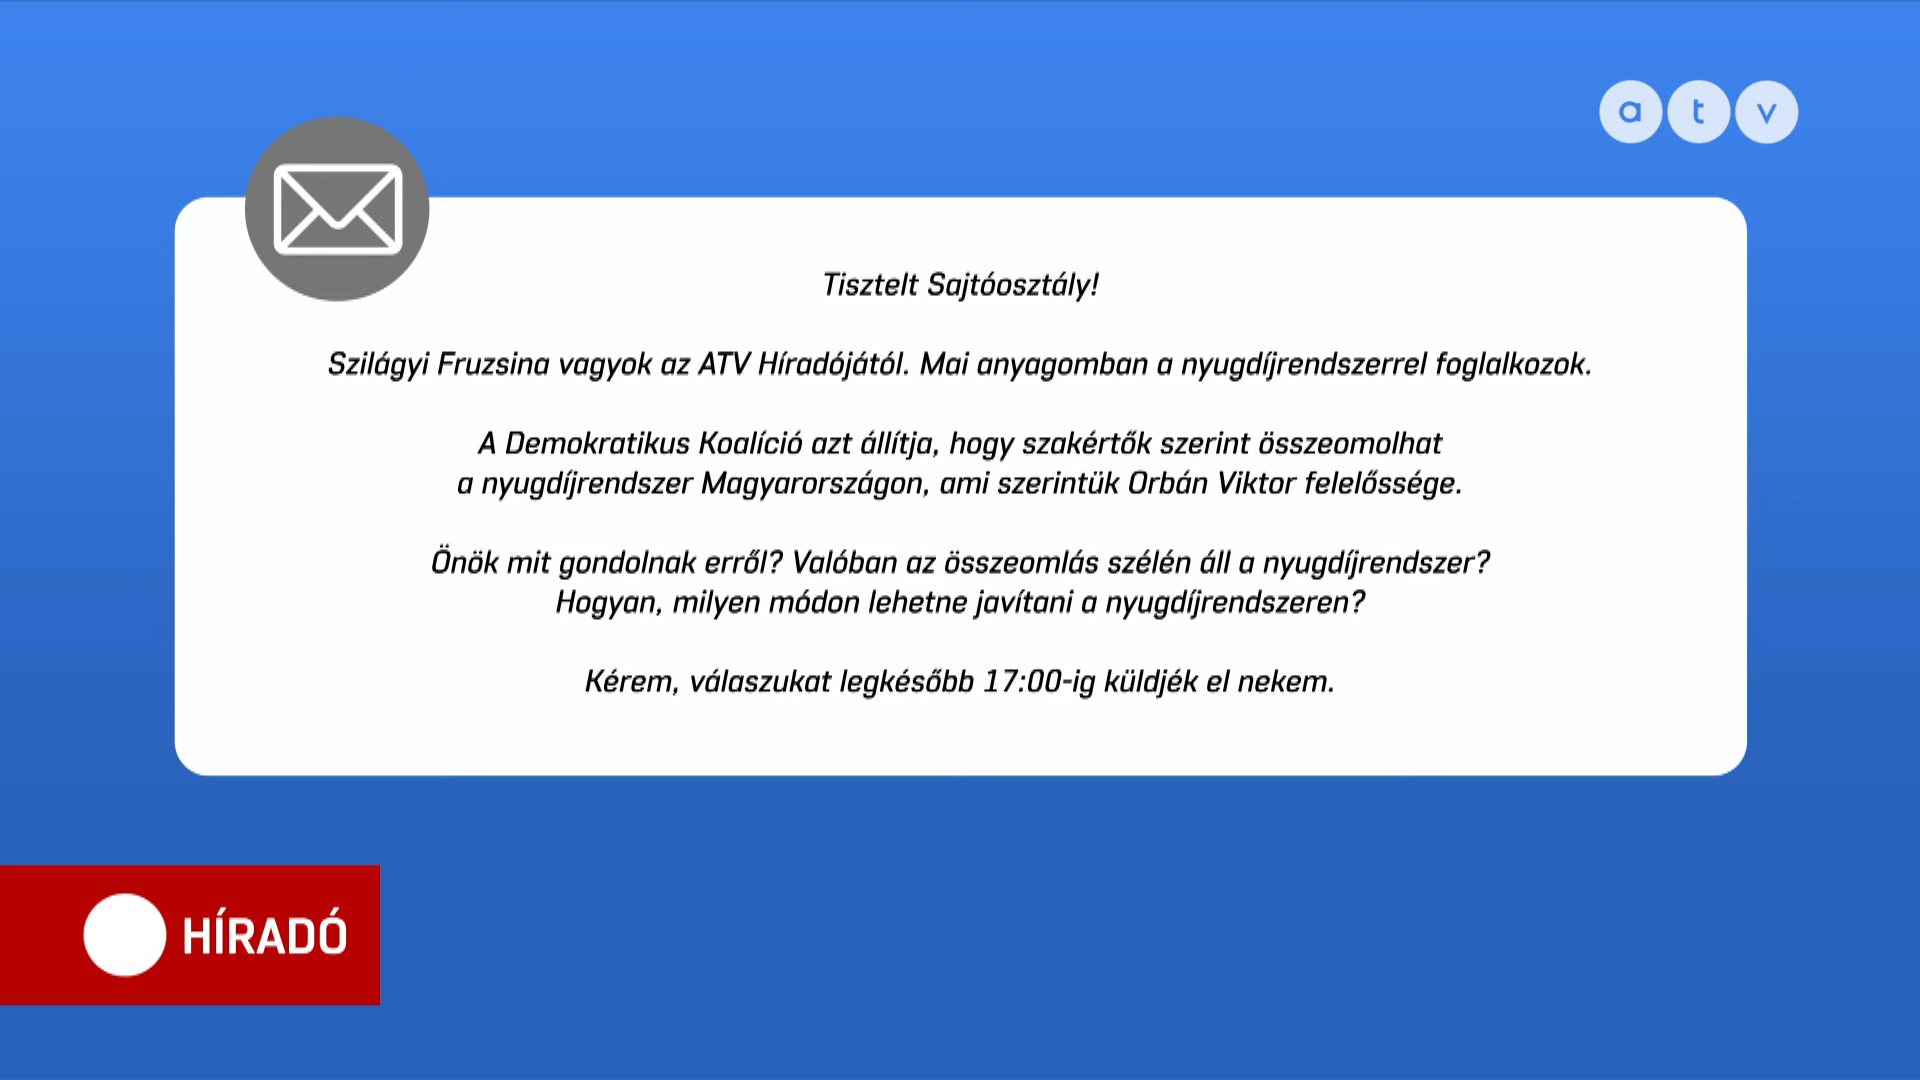 a t v
Tisztelt Sajtóosztály!
Szilágyi Fruzsina vagyok az ATV Híradójától. Mai anyagomban a nyugdíjrendszerrel foglalkozok.
A Demokratikus Koalíció azt állítja, hogy szakértők szerint összeomolhat
a nyugdíjrendszer Magyarországon, ami szerintük Orbán Viktor felelőssége.
Önök mit gondolnak erről? Valóban az összeomlás szélén áll a nyugdíjrendszer?
Hogyan, milyen módon lehetne javítani a nyugdíjrendszeren?
Kérem, válaszukat legkésőbb 17:00-ig küldjék el nekem.
HÍRADÓ